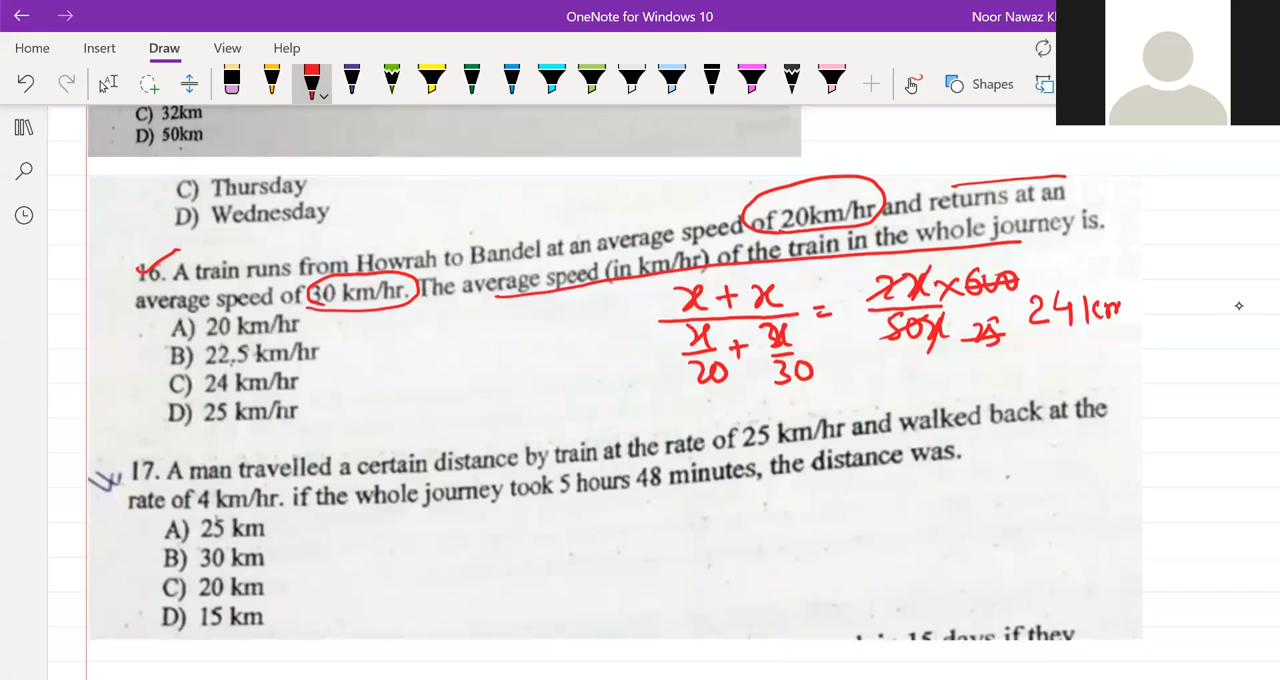 OneNote for Windows 10
Noor Nawaz Kh
Home Insert Draw View Help
Shapes
C) 32km
D) 50km
C) Thursday
D) Wednesday
16. A train runs from Howrah to Bandel at an average speed of 20km/hr and returns at an
average speed of 30 km/hr. The average speed (in km/hr) of the train in the whole journey is.
A) 20 km/hr
B) 22.5 km/hr
C) 24 km/hr
D) 25 km/hr
x + x = 2x × 600 24 km
x + x 50x 25
20 30
17. A man travelled a certain distance by train at the rate of 25 km/hr and walked back at the
rate of 4 km/hr. if the whole journey took 5 hours 48 minutes, the distance was.
A) 25 km
B) 30 km
C) 20 km
D) 15 km
15 days if they